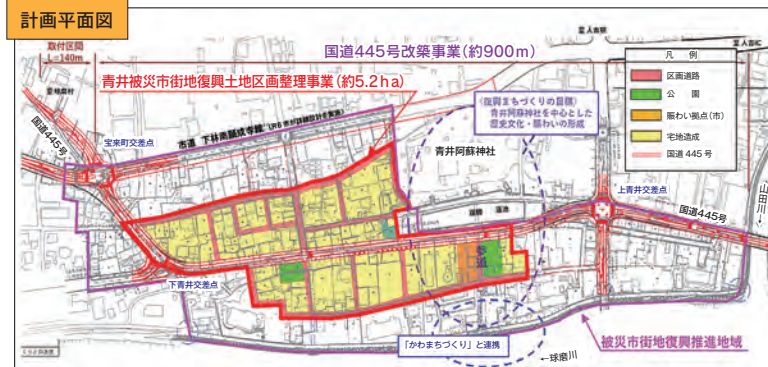 計画平面図
取付区間
L=140m
国道445号改築事業(約900m)
青井被災市街地復興土地区画整理事業(約5.2ha)
国道445号
宝来町交差点
〈復興まちづくりの目標〉
青井阿蘇神社を中心とした
歴史文化・賑わいの形成
青井阿蘇神社
凡 例
区画道路
公 園
賑わい拠点(市)
宅地造成
国道445号
上青井交差点
国道445号
山田川
下青井交差点
参道
「かわまちづくり」と連携
←球磨川
被災市街地復興推進地域